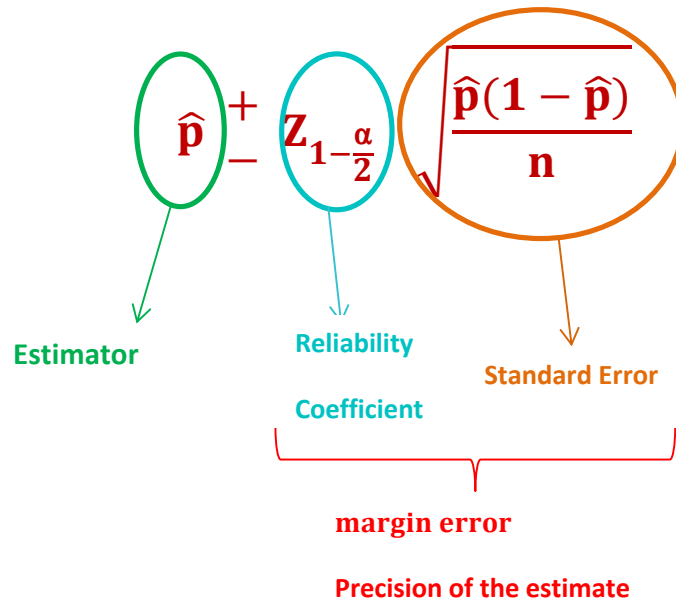 p̂ ± Z₁₋α/₂ √(p̂(1 − p̂)/n)
Estimator
Reliability
Coefficient
Standard Error
margin error
Precision of the estimate